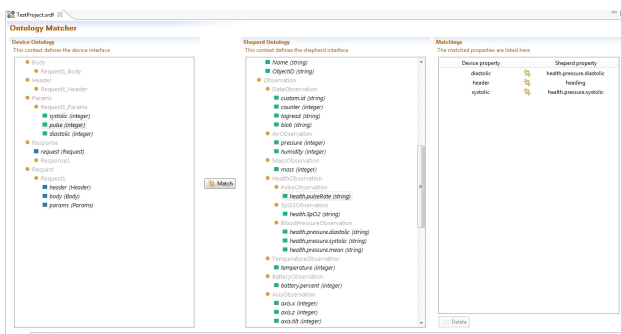 TestProject.srdf
Ontology Matcher
Device Ontology
This context defines the device interface
Body
Request1_Body
Header
Request1_Header
Params
Request1_Params
systolic (integer)
pulse (integer)
diastolic (integer)
Response
request (Request)
Response1
Request
Request1
header (Header)
body (Body)
params (Params)
Match
Sheperd Ontology
This context defines the shepherd interface
Name (string)
ObjectID (string)
Observation
DataObservation
custom.id (string)
counter (integer)
tagread (string)
blob (string)
AirObservation
pressure (integer)
humidity (integer)
MassObservation
mass (integer)
HealthObservation
PulseObservation
health.pulseRate (string)
SpO2Observation
health.SpO2 (string)
BloodPressureObservation
health.pressure.diastolic (string)
health.pressure.systolic (string)
health.pressure.mean (string)
TemperatureObservation
temperature (integer)
BatteryObservation
battery.percent (integer)
AxisObservation
axis.x (integer)
axis.z (integer)
axis.tilt (integer)
Matchings
The matched properties are listed here
Device property Sheperd property
diastolic health.pressure.diastolic
header heading
systolic health.pressure.systolic
Delete